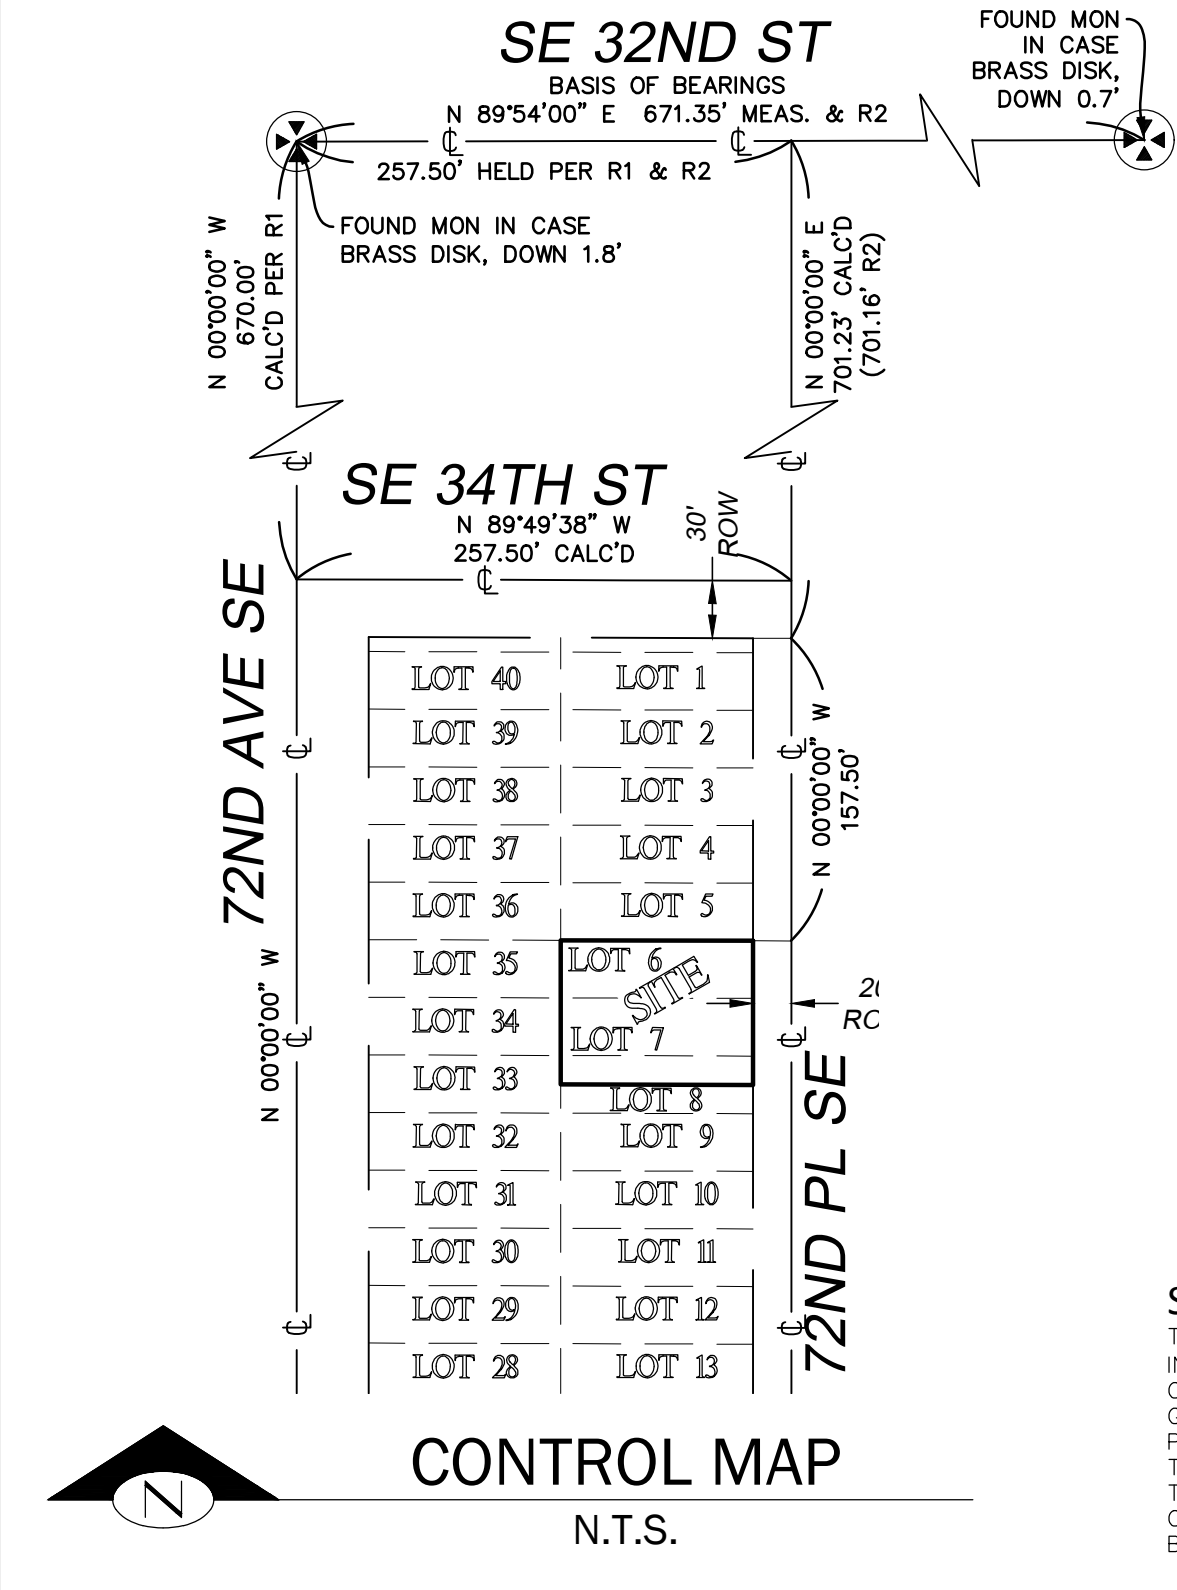 SE 32ND ST
BASIS OF BEARINGS
N 89°54'00" E 671.35' MEAS. & R2
FOUND MON
IN CASE
BRASS DISK,
DOWN 0.7'
℄
℄
257.50' HELD PER R1 & R2
FOUND MON IN CASE
BRASS DISK, DOWN 1.8'
N 00°00'00" W
670.00'
CALC'D PER R1
N 00°00'00" E
701.23' CALC'D
(701.16' R2)
℄
℄
SE 34TH ST
N 89°49'38" W
257.50' CALC'D
℄
30'
ROW
72ND AVE SE
LOT 40
LOT 1
LOT 39
LOT 2
℄
℄
LOT 38
LOT 3
N 00°00'00" W
157.50'
LOT 37
LOT 4
LOT 36
LOT 5
LOT 35
LOT 6
SITE
N 00°00'00" W
LOT 34
LOT 7
℄
℄
LOT 33
LOT 8
LOT 32
LOT 9
LOT 31
LOT 10
LOT 30
LOT 11
LOT 29
LOT 12
℄
℄
LOT 28
LOT 13
72ND PL SE
CONTROL MAP
N
N.T.S.